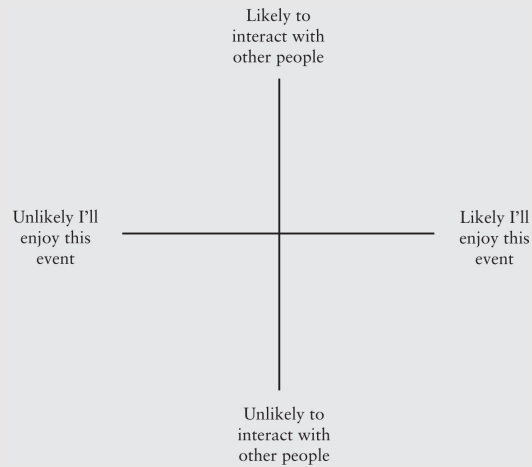 Likely to
interact with
other people
Unlikely I’ll
enjoy this
event
Likely I’ll
enjoy this
event
Unlikely to
interact with
other people